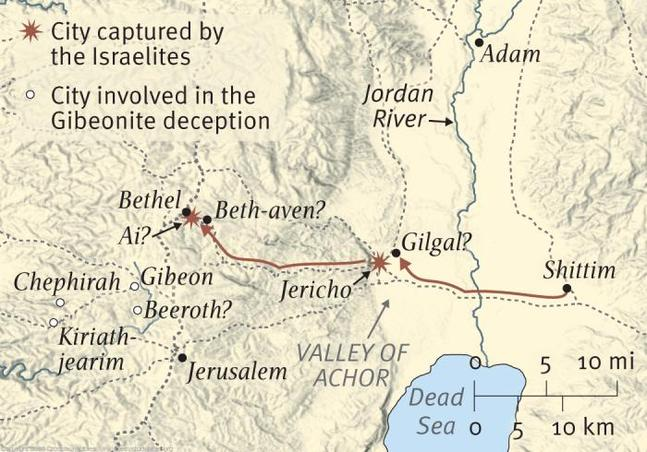 City captured by
the Israelites
City involved in the
Gibeonite deception
Adam
Jordan
River
Bethel
Beth-aven?
Ai?
Gilgal?
Jericho
Shittim
Chephirah
Gibeon
Beeroth?
Kiriath-
jearim
Jerusalem
VALLEY OF
ACHOR
Dead
Sea
0 5 10 mi
0 5 10 km